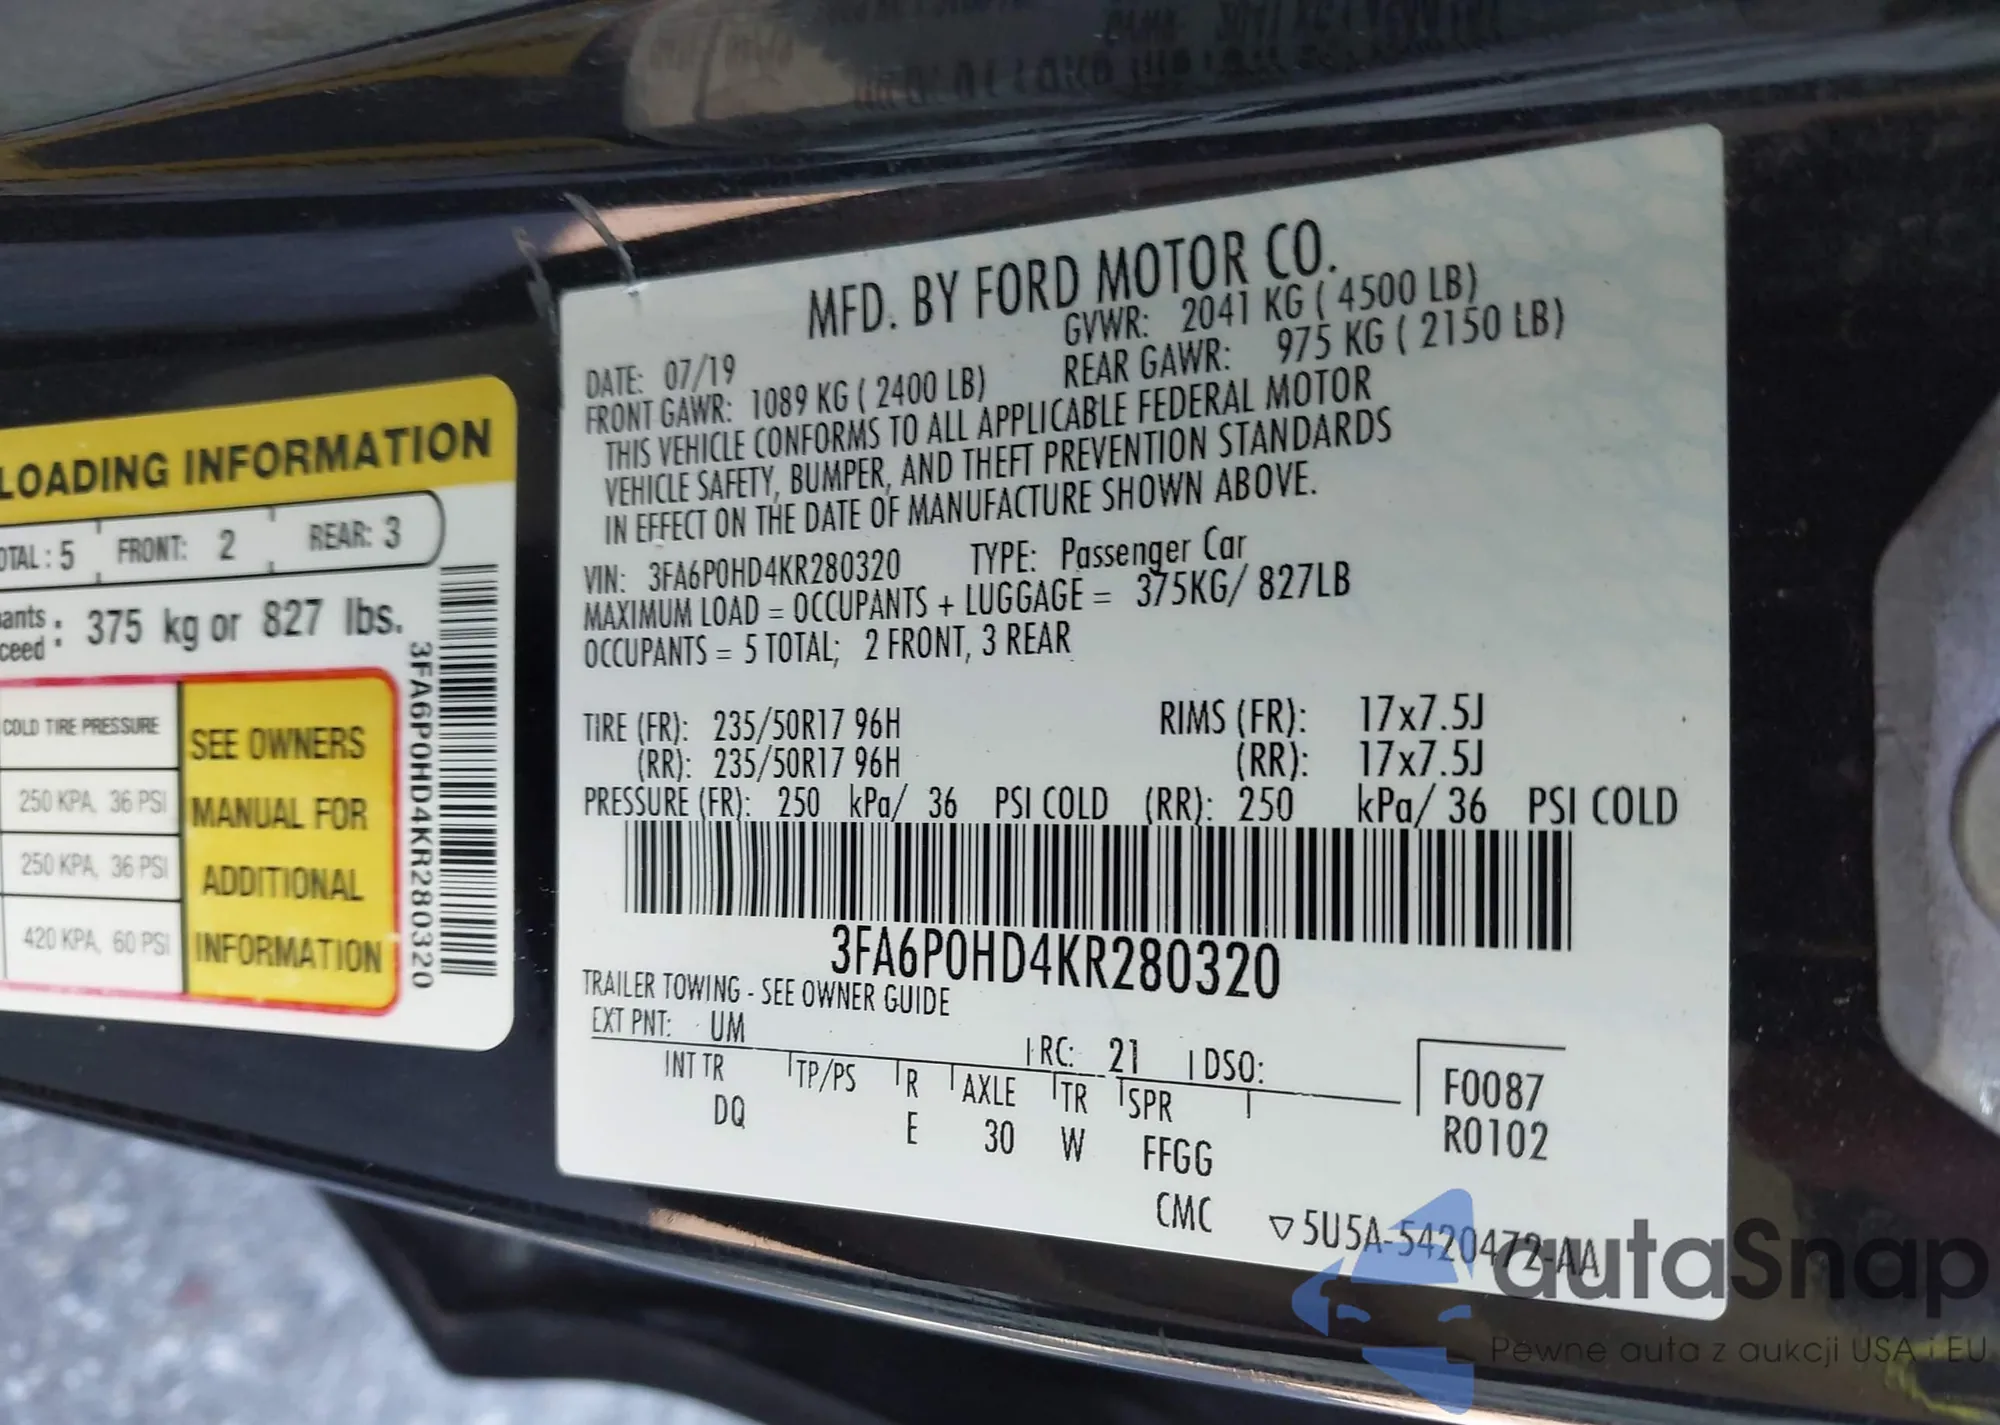 LOADING INFORMATION
OTAL: 5 FRONT: 2 REAR: 3
ants
ceed : 375 kg or 827 lbs.
COLD TIRE PRESSURE
250 KPA, 36 PSI
250 KPA, 36 PSI
420 KPA, 60 PSI
SEE OWNERS
MANUAL FOR
ADDITIONAL
INFORMATION
3FA6P0HD4KR280320
MFD. BY FORD MOTOR CO.
DATE: 07/19 GVWR: 2041 KG ( 4500 LB)
FRONT GAWR: 1089 KG ( 2400 LB) REAR GAWR: 975 KG ( 2150 LB)
THIS VEHICLE CONFORMS TO ALL APPLICABLE FEDERAL MOTOR
VEHICLE SAFETY, BUMPER, AND THEFT PREVENTION STANDARDS
IN EFFECT ON THE DATE OF MANUFACTURE SHOWN ABOVE.
VIN: 3FA6P0HD4KR280320 TYPE: Passenger Car
MAXIMUM LOAD = OCCUPANTS + LUGGAGE = 375KG/ 827LB
OCCUPANTS = 5 TOTAL; 2 FRONT, 3 REAR
TIRE (FR): 235/50R17 96H RIMS (FR): 17x7.5J
(RR): 235/50R17 96H (RR): 17x7.5J
PRESSURE (FR): 250 kPa/ 36 PSI COLD (RR): 250 kPa/ 36 PSI COLD
3FA6P0HD4KR280320
TRAILER TOWING - SEE OWNER GUIDE
EXT PNT: UM RC: 21 DSO:
INT TR TP/PS R AXLE TR SPR
DQ E 30 W FFGG
CMC
F0087
R0102
▽5U5A-5420472-AA
autaSnap
Pewne auta z aukcji USA i EU